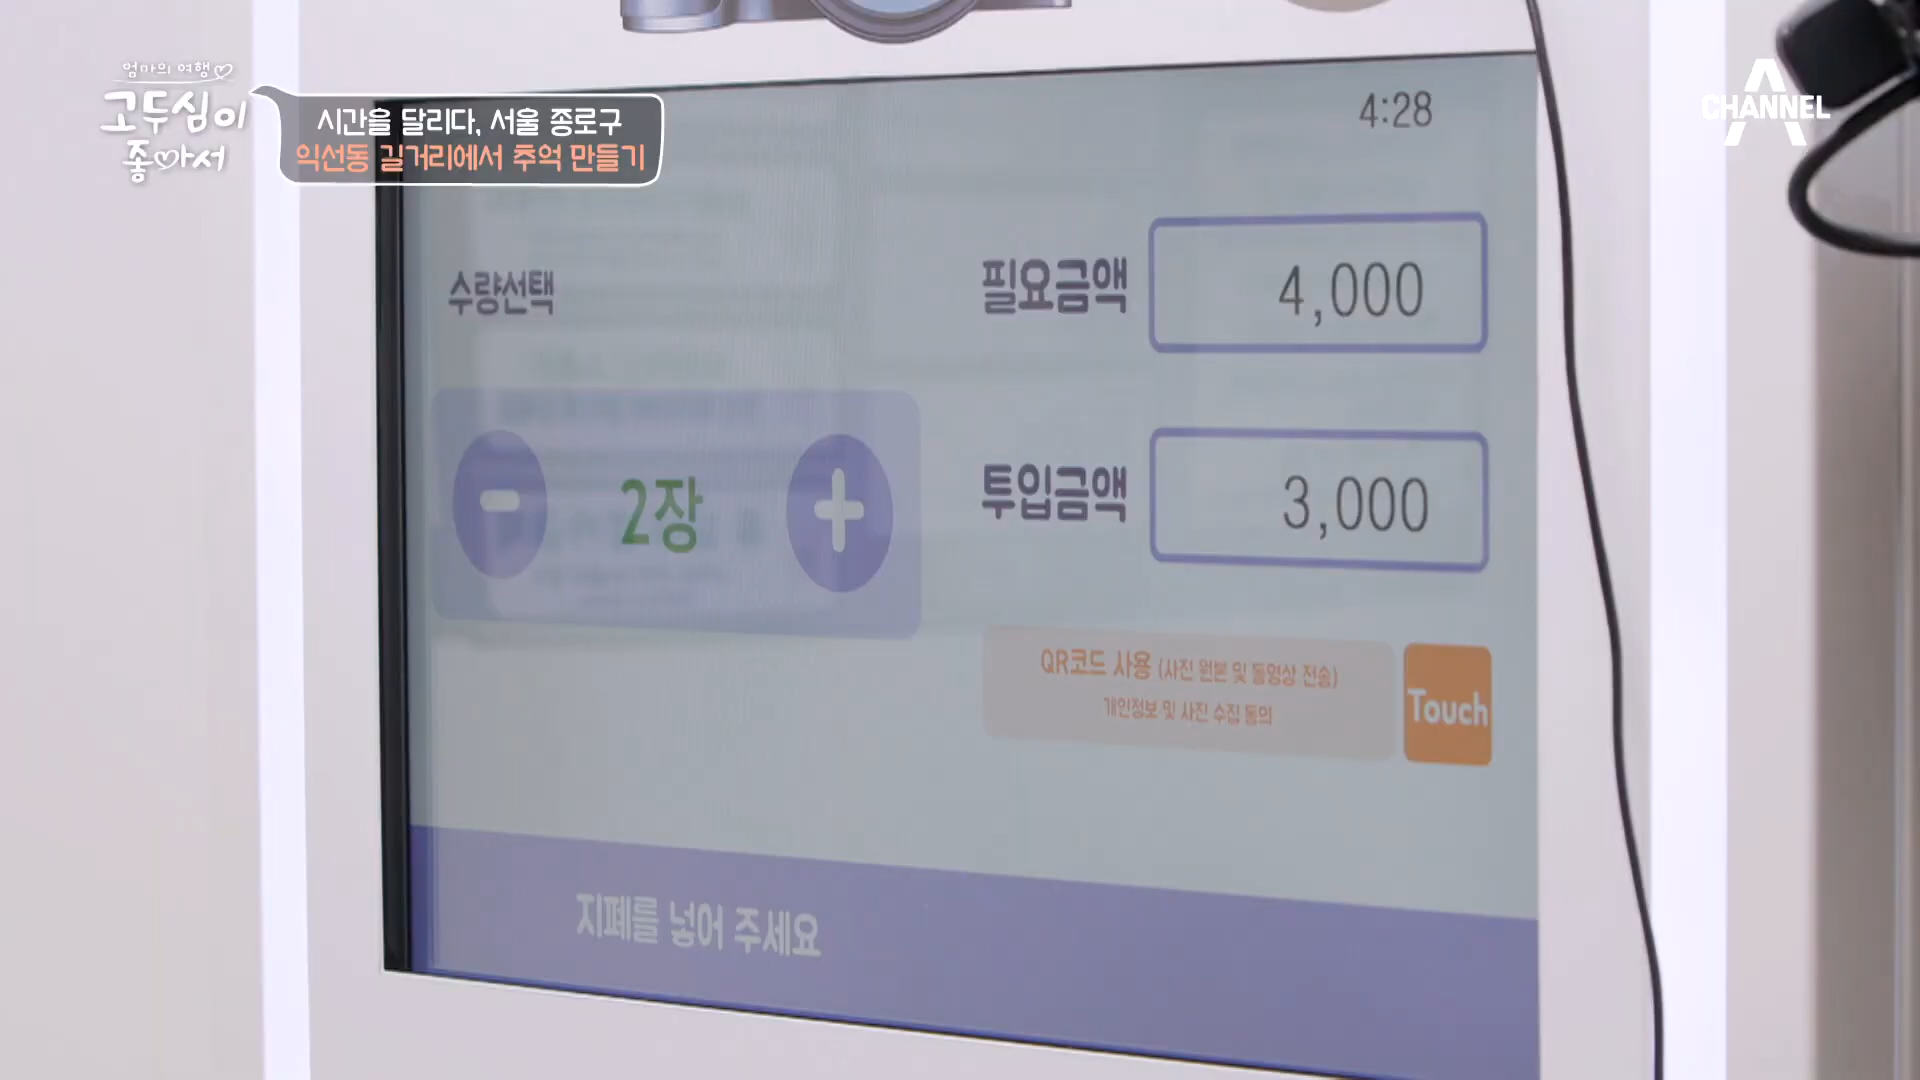 엄마의 여행
고두심이
좋아서
시간을 달리다, 서울 종로구
익선동 길거리에서 추억 만들기
CHANNEL A
4:28
수량선택
필요금액 4,000
- 2장 +
투입금액 3,000
QR코드 사용 (사진 원본 및 동영상 전송)
개인정보 및 사진 수집 동의
Touch
지폐를 넣어 주세요